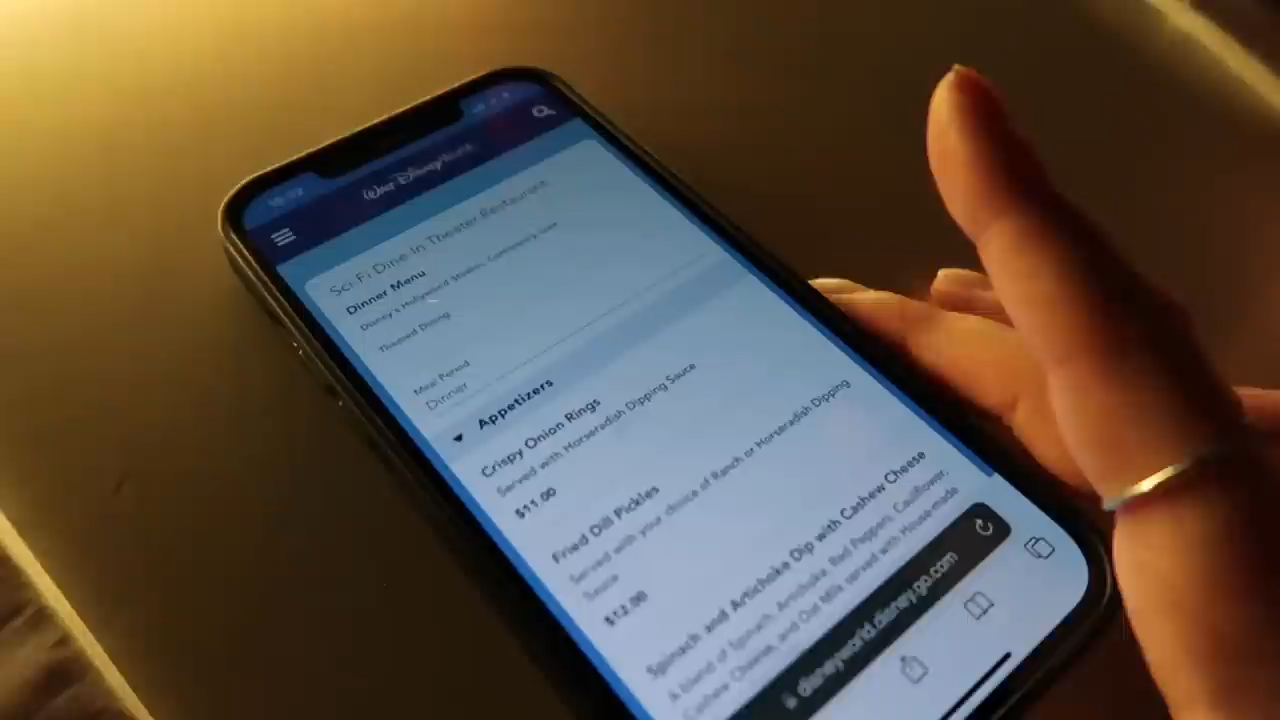 Walt Disney World
Sci-Fi Dine-In Theater Restaurant
Dinner Menu
Disney's Hollywood Studios, Commissary Lane
Themed Dining
Meal Period
Dinner
Appetizers
Crispy Onion Rings
Served with Horseradish Dipping Sauce
$11.00
Fried Dill Pickles
Served with your choice of Ranch or Horseradish Dipping
Sauce
$12.00
Spinach and Artichoke Dip with Cashew Cheese
A blend of Spinach, Artichoke, Red Peppers, Cauliflower,
Cashew Cheese, and Oat Milk served with House-made
disneyworld.disney.go.com